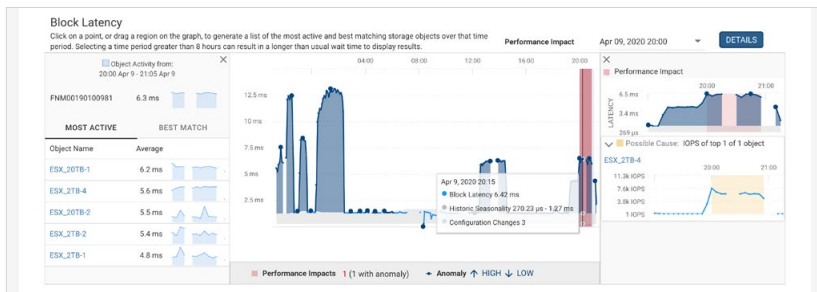 Block Latency
Click on a point, or drag a region on the graph, to generate a list of the most active and best matching storage objects over that time
period. Selecting a time period greater than 8 hours can result in a longer than usual wait time to display results.
Performance Impact
Apr 09, 2020 20:00
DETAILS
Object Activity from:
20:00 Apr 9 - 21:05 Apr 9
FNM00190100981 6.3 ms
MOST ACTIVE BEST MATCH
Object Name Average
ESX_20TB-1 6.2 ms
ESX_2TB-4 5.6 ms
ESX_20TB-2 5.5 ms
ESX_2TB-2 5.4 ms
ESX_2TB-1 4.8 ms
04:00 08:00 12:00 16:00 20:00
12.5 ms
10 ms
7.5 ms
5 ms
2.5 ms
Apr 9, 2020 20:15
Block Latency 6.42 ms
Historic Seasonality 270.23 µs - 1.27 ms
Configuration Changes 3
Performance Impacts 1 (1 with anomaly) Anomaly HIGH LOW
Performance Impact
20:00 21:00
LATENCY
6.5 ms
3.4 ms
269 µs
Possible Cause: IOPS of top 1 of 1 object
ESX_2TB-4
20:00 21:00
11.3k IOPS
7.6k IOPS
3.8k IOPS
1 IOPS